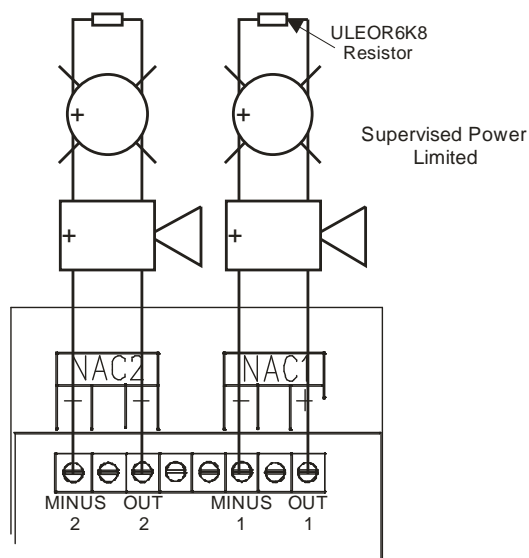 ULEOR6K8
Resistor
+
+
Supervised Power
Limited
+
+
NAC2
NAC1
− −
− +
MINUS OUT MINUS OUT
2 2 1 1